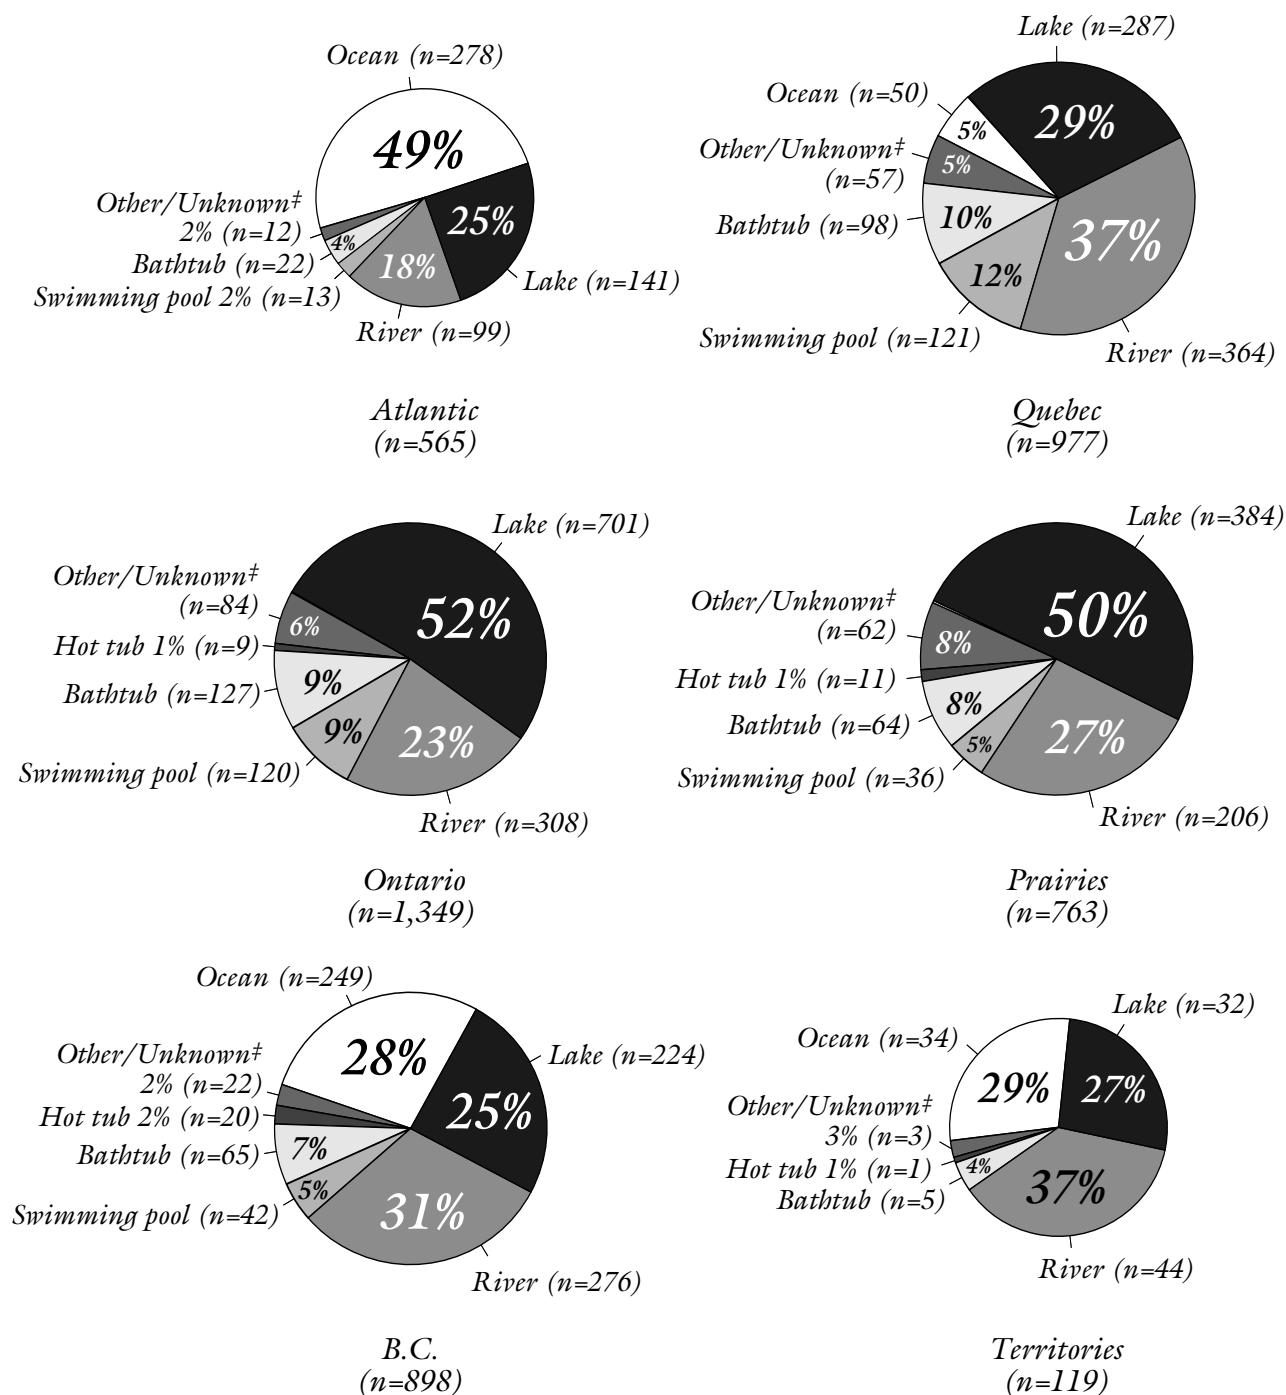 Ocean (n=278)
49%
Other/Unknown‡
2% (n=12)
4%
Bathtub (n=22)
Swimming pool 2% (n=13)
18%
25%
Lake (n=141)
River (n=99)
Atlantic
(n=565)
Lake (n=287)
Ocean (n=50)
5%
29%
Other/Unknown‡
(n=57)
5%
Bathtub (n=98)
10%
37%
12%
Swimming pool (n=121)
River (n=364)
Quebec
(n=977)
Lake (n=701)
Other/Unknown‡
(n=84)
6%
52%
Hot tub 1% (n=9)
Bathtub (n=127)
9%
9%
23%
Swimming pool (n=120)
River (n=308)
Ontario
(n=1,349)
Lake (n=384)
Other/Unknown‡
(n=62)
8%
50%
Hot tub 1% (n=11)
Bathtub (n=64)
8%
5%
27%
Swimming pool (n=36)
River (n=206)
Prairies
(n=763)
Ocean (n=249)
28%
Other/Unknown‡
2% (n=22)
Lake (n=224)
25%
Hot tub 2% (n=20)
Bathtub (n=65)
7%
5%
31%
Swimming pool (n=42)
River (n=276)
B.C.
(n=898)
Lake (n=32)
Ocean (n=34)
29%
27%
Other/Unknown‡
3% (n=3)
Hot tub 1% (n=1)
4%
Bathtub (n=5)
37%
River (n=44)
Territories
(n=119)